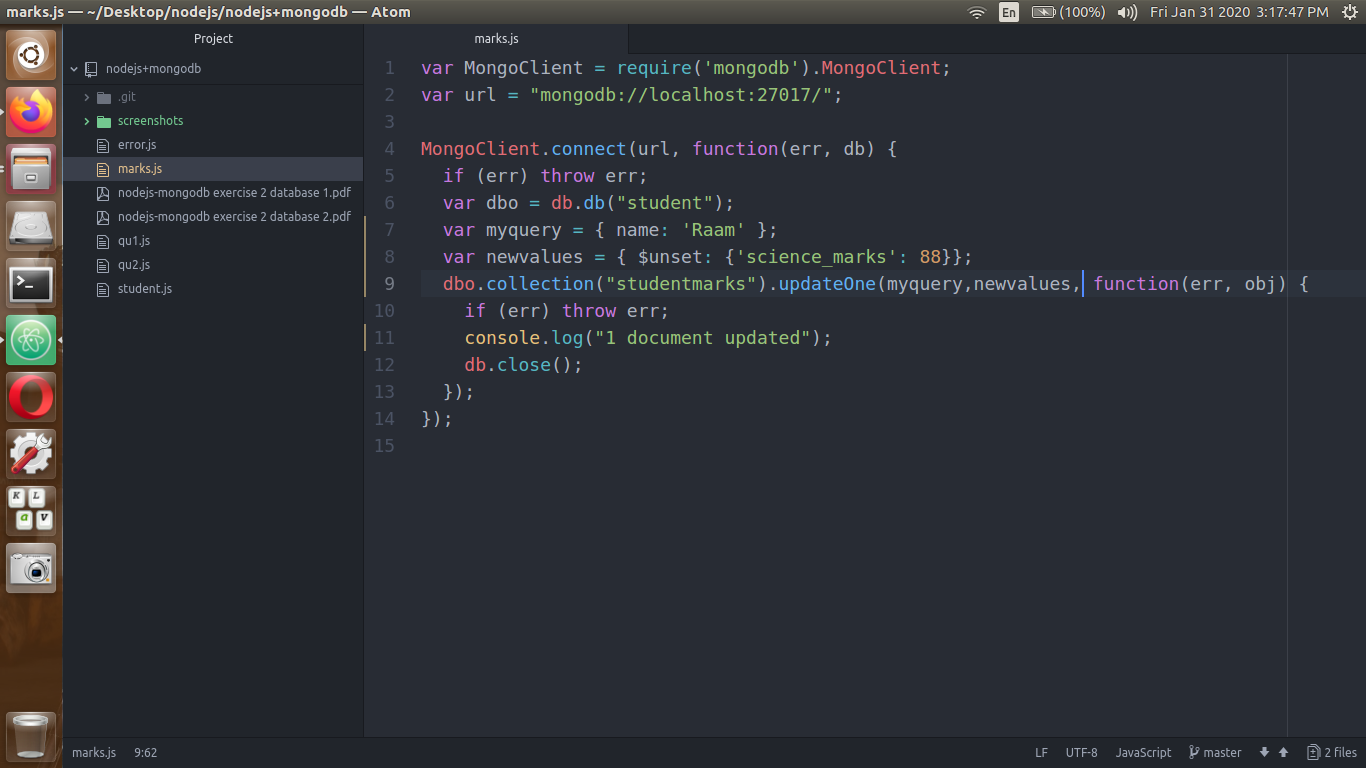 marks.js — ~/Desktop/nodejs/nodejs+mongodb — Atom
En
(100%)
Fri Jan 31 2020 3:17:47 PM
Project
nodejs+mongodb
.git
screenshots
error.js
marks.js
nodejs-mongodb exercise 2 database 1.pdf
nodejs-mongodb exercise 2 database 2.pdf
qu1.js
qu2.js
student.js
marks.js
1 var MongoClient = require('mongodb').MongoClient;
2 var url = "mongodb://localhost:27017/";
3
4 MongoClient.connect(url, function(err, db) {
5   if (err) throw err;
6   var dbo = db.db("student");
7   var myquery = { name: 'Raam' };
8   var newvalues = { $unset: {'science_marks': 88}};
9   dbo.collection("studentmarks").updateOne(myquery,newvalues, function(err, obj) {
10     if (err) throw err;
11     console.log("1 document updated");
12     db.close();
13   });
14 });
15
K L
a v
marks.js 9:62
LF UTF-8 JavaScript master 2 files